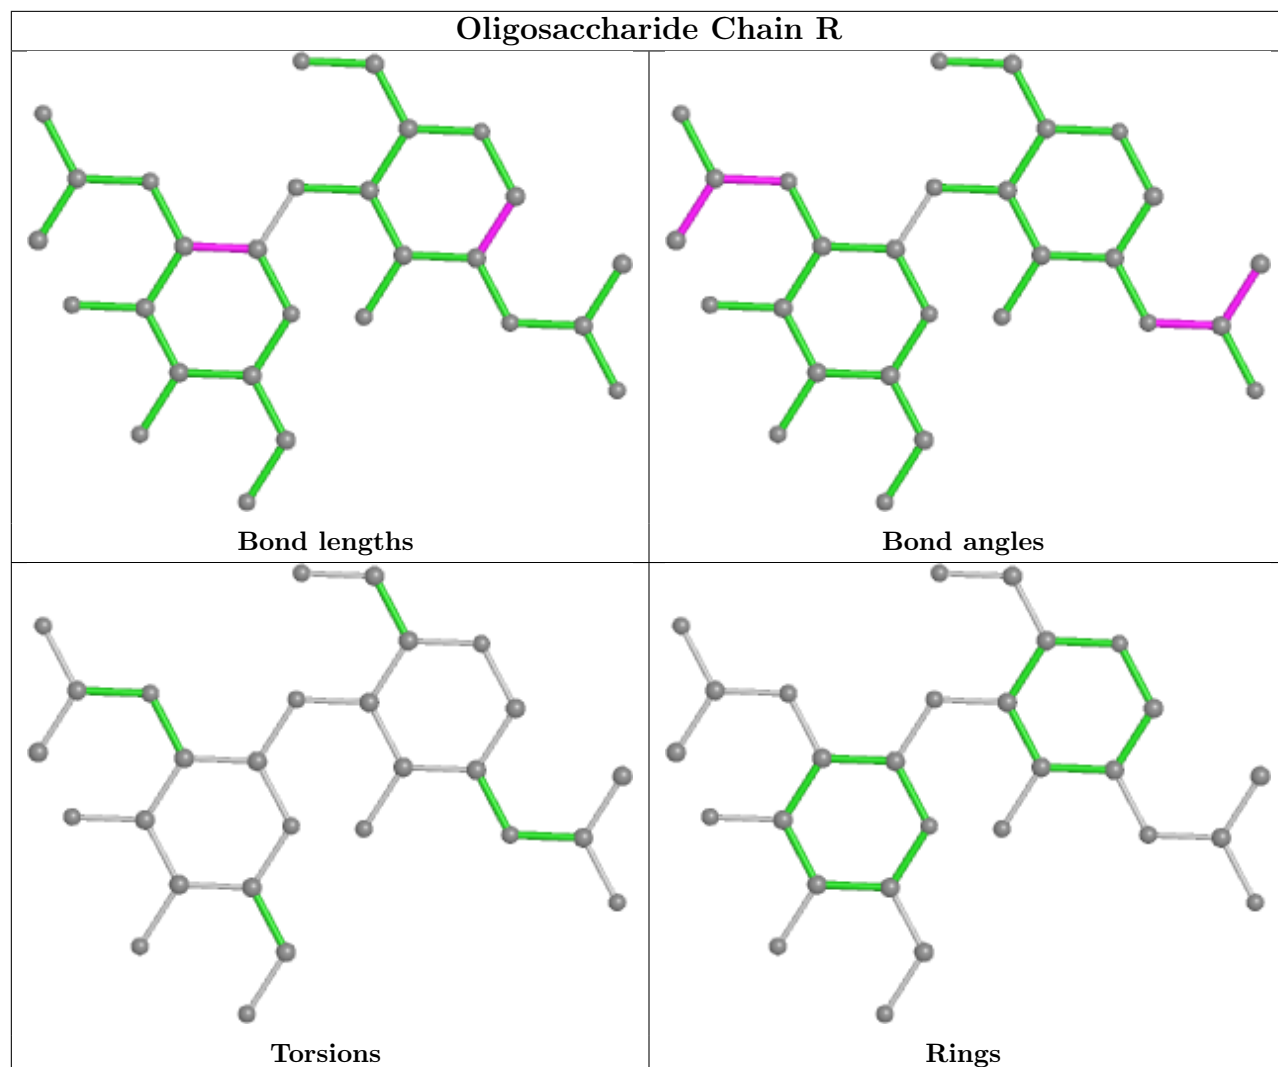 Oligosaccharide Chain R
Bond lengths
Bond angles
Torsions
Rings